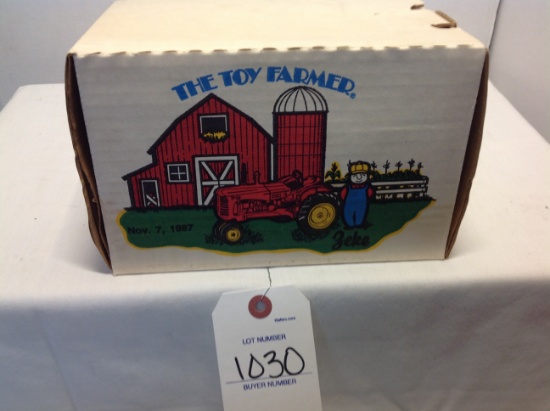 THE TOY FARMER®
Nov. 7, 1987
Zeke
LOT NUMBER
1030
BUYER NUMBER